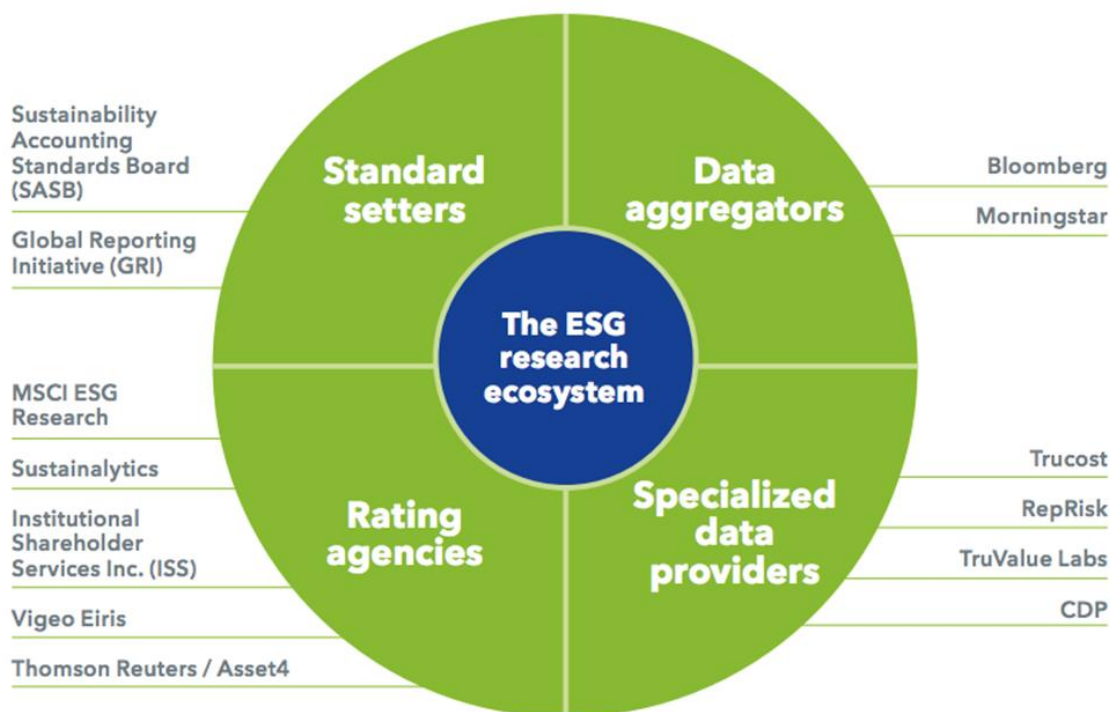 Sustainability
Accounting
Standards Board
(SASB)
Global Reporting
Initiative (GRI)
Standard
setters
Data
aggregators
Bloomberg
Morningstar
The ESG
research
ecosystem
MSCI ESG
Research
Sustainalytics
Institutional
Shareholder
Services Inc. (ISS)
Vigeo Eiris
Thomson Reuters / Asset4
Rating
agencies
Specialized
data
providers
Trucost
RepRisk
TruValue Labs
CDP